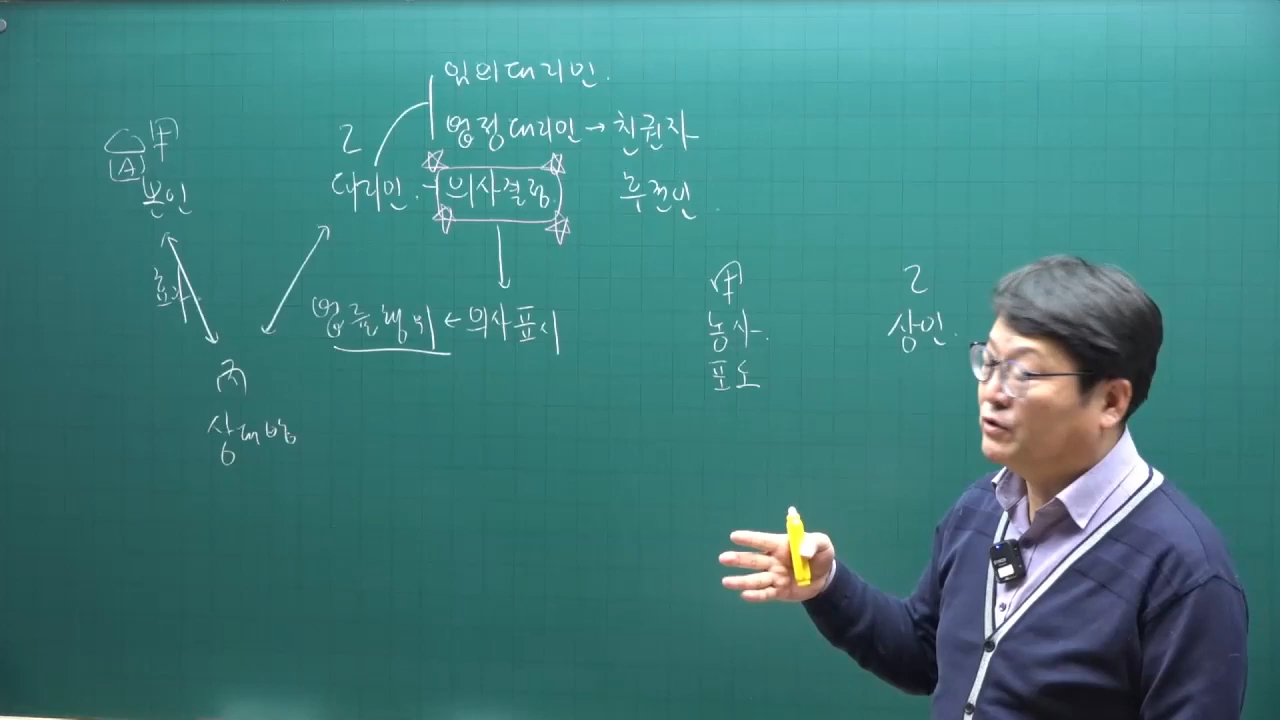 임의대리인.
법정대리인 → 친권자
甲
A
乙
본인
대리인. 의사결정.
후견인.
효과
법률행위 ← 의사표시
丙
상대방
甲
농사.
포도
乙
상인.